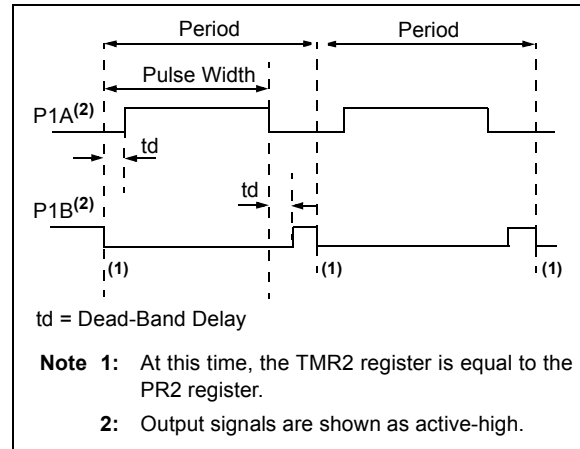 Period Period
Pulse Width
P1A(2)
td
td
P1B(2)
(1) (1) (1)
td = Dead-Band Delay
Note 1: At this time, the TMR2 register is equal to the
PR2 register.
2: Output signals are shown as active-high.